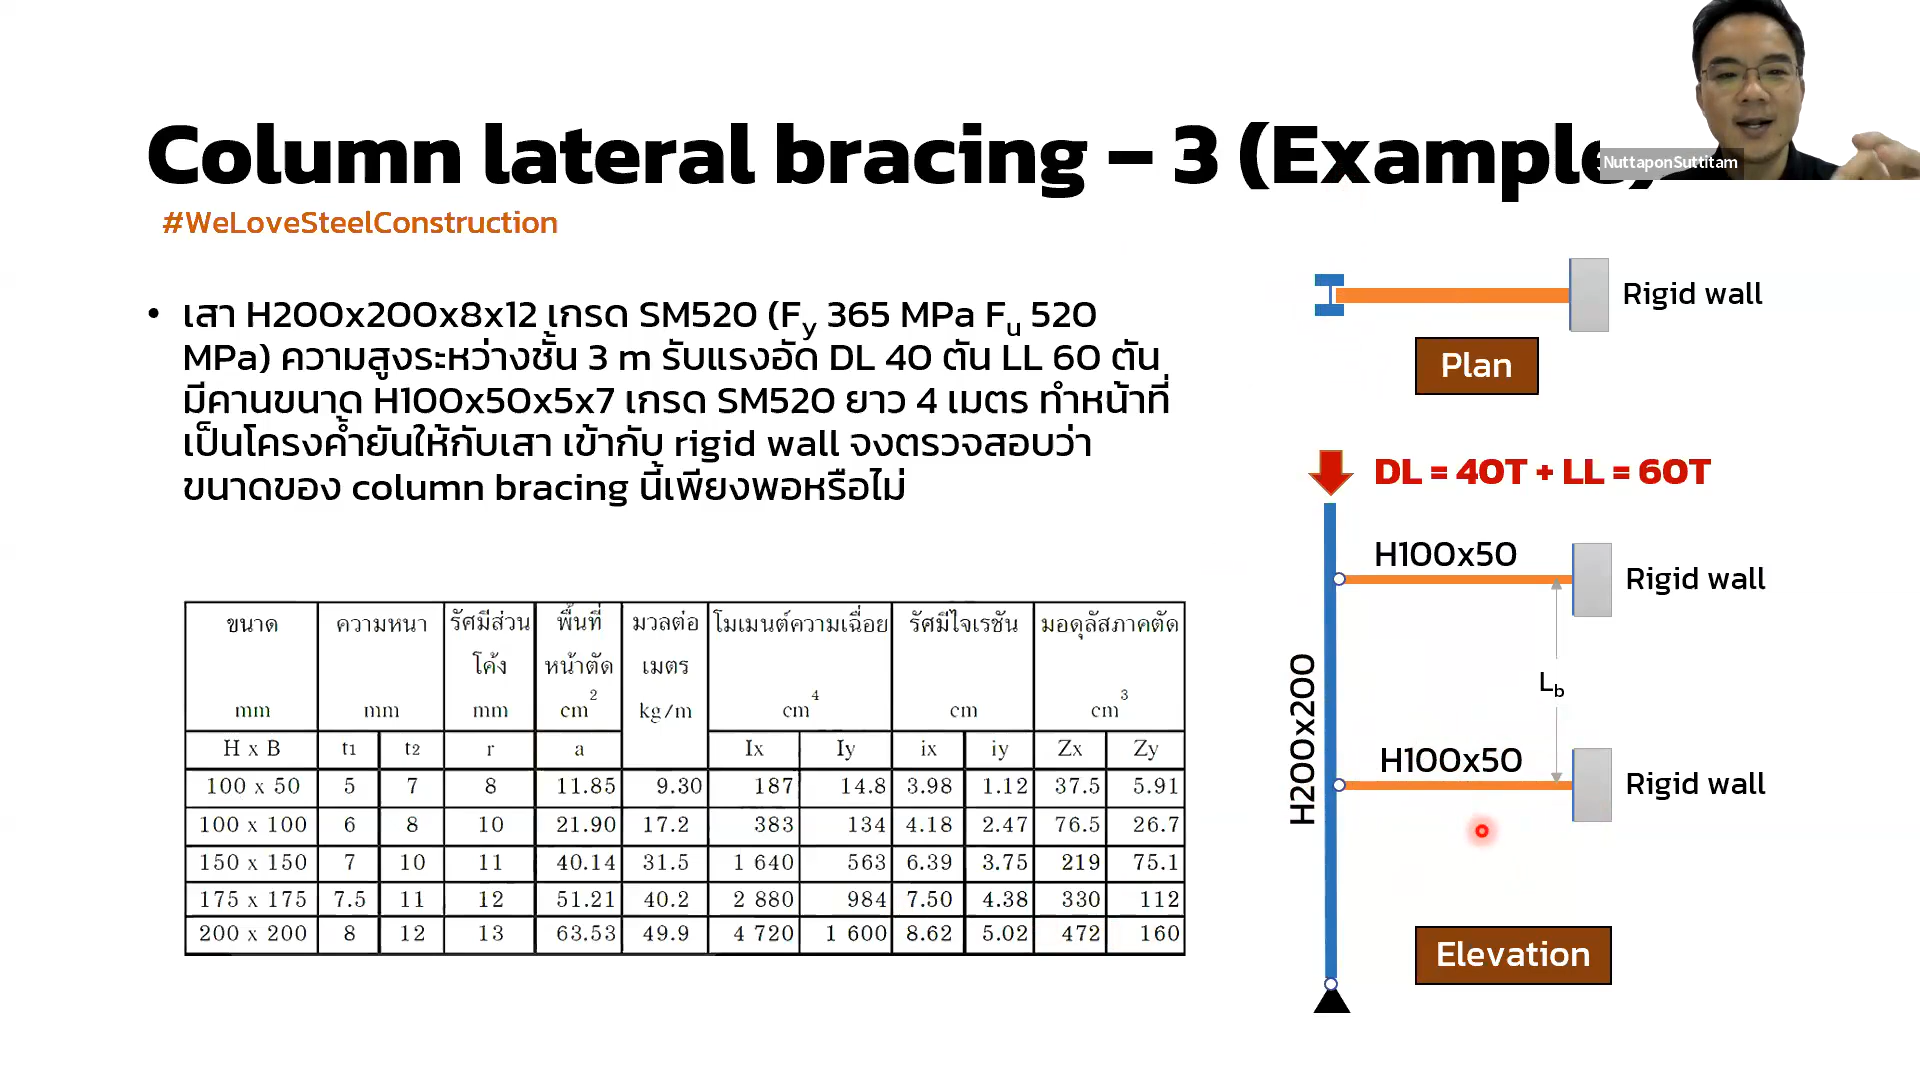 Column lateral bracing – 3 (Example)
NuttaponSuttitam
#WeLoveSteelConstruction
• เสา H200x200x8x12 เกรด SM520 (Fy 365 MPa Fu 520
MPa) ความสูงระหว่างชั้น 3 m รับแรงอัด DL 40 ตัน LL 60 ตัน
มีคานขนาด H100x50x5x7 เกรด SM520 ยาว 4 เมตร ทำหน้าที่
เป็นโครงค้ำยันให้กับเสา เข้ากับ rigid wall จงตรวจสอบว่า
ขนาดของ column bracing นี้เพียงพอหรือไม่
Rigid wall
Plan
DL = 40T + LL = 60T
H100x50
Rigid wall
Lb
H200x200
H100x50
Rigid wall
Elevation
ขนาด ความหนา รัศมีส่วน พื้นที่ มวลต่อ โมเมนต์ความเฉื่อย รัศมีไจเรชัน มอดุลัสภาคตัด
โค้ง หน้าตัด เมตร
mm mm mm cm2 kg/m cm4 cm cm3
H x B t1 t2 r a Ix Iy ix iy Zx Zy
100 x 50 5 7 8 11.85 9.30 187 14.8 3.98 1.12 37.5 5.91
100 x 100 6 8 10 21.90 17.2 383 134 4.18 2.47 76.5 26.7
150 x 150 7 10 11 40.14 31.5 1 640 563 6.39 3.75 219 75.1
175 x 175 7.5 11 12 51.21 40.2 2 880 984 7.50 4.38 330 112
200 x 200 8 12 13 63.53 49.9 4 720 1 600 8.62 5.02 472 160